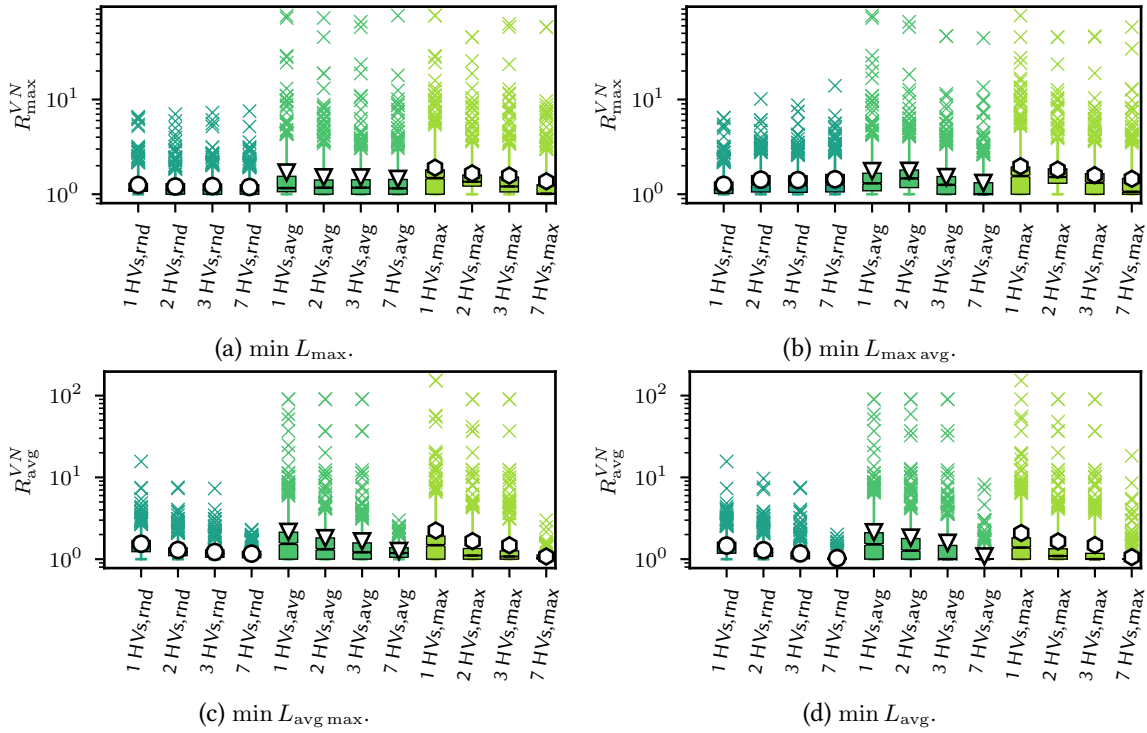 R^{VN}_{max}
10^1
10^0
1 HVs,rnd
2 HVs,rnd
3 HVs,rnd
7 HVs,rnd
1 HVs,avg
2 HVs,avg
3 HVs,avg
7 HVs,avg
1 HVs,max
2 HVs,max
3 HVs,max
7 HVs,max
(a) min L_{max}.
R^{VN}_{max}
10^1
10^0
1 HVs,rnd
2 HVs,rnd
3 HVs,rnd
7 HVs,rnd
1 HVs,avg
2 HVs,avg
3 HVs,avg
7 HVs,avg
1 HVs,max
2 HVs,max
3 HVs,max
7 HVs,max
(b) min L_{max avg}.
R^{VN}_{avg}
10^2
10^1
10^0
1 HVs,rnd
2 HVs,rnd
3 HVs,rnd
7 HVs,rnd
1 HVs,avg
2 HVs,avg
3 HVs,avg
7 HVs,avg
1 HVs,max
2 HVs,max
3 HVs,max
7 HVs,max
(c) min L_{avg max}.
R^{VN}_{avg}
10^2
10^1
10^0
1 HVs,rnd
2 HVs,rnd
3 HVs,rnd
7 HVs,rnd
1 HVs,avg
2 HVs,avg
3 HVs,avg
7 HVs,avg
1 HVs,max
2 HVs,max
3 HVs,max
7 HVs,max
(d) min L_{avg}.